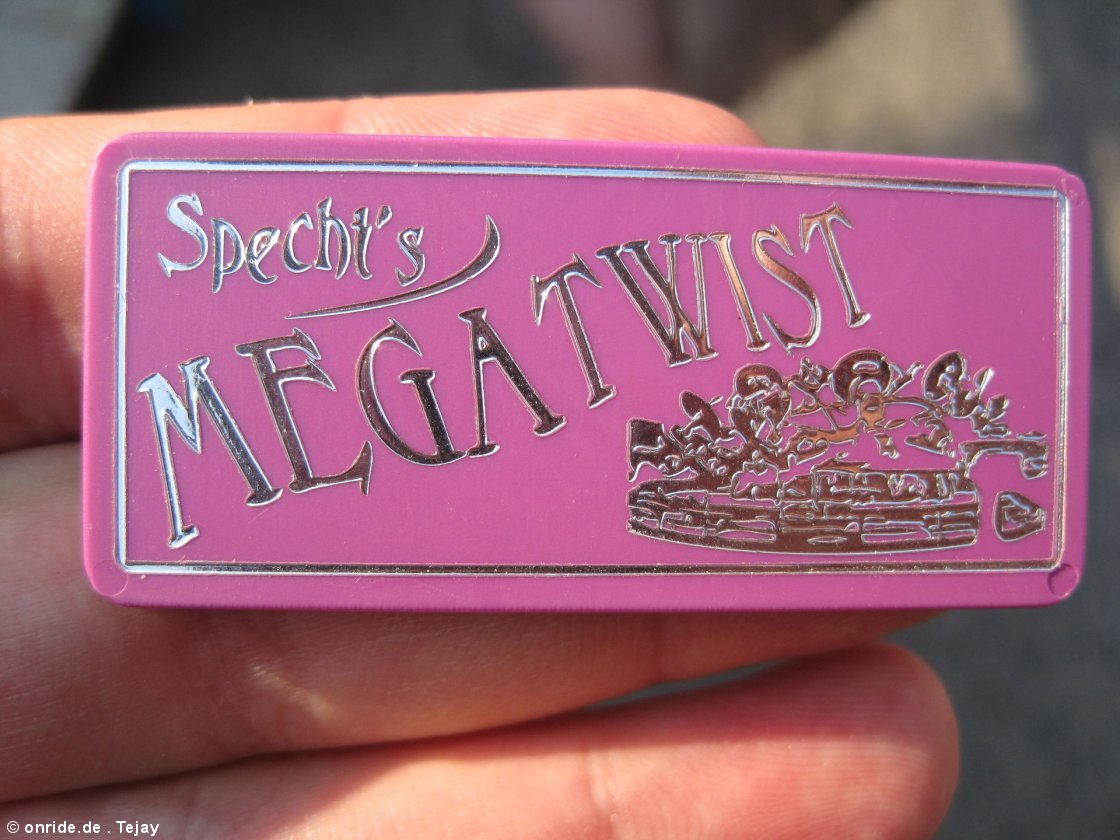 Specht's
MEGATWIST
© onride.de . Tejay